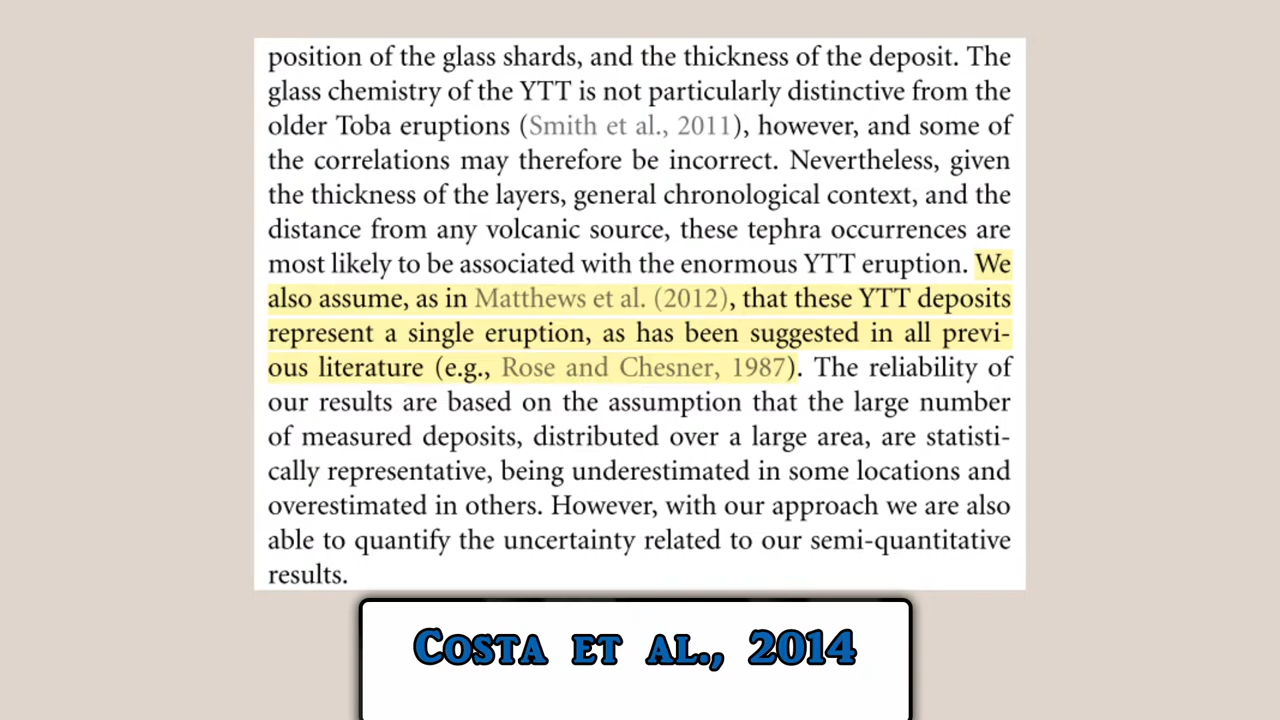 position of the glass shards, and the thickness of the deposit. The
glass chemistry of the YTT is not particularly distinctive from the
older Toba eruptions (Smith et al., 2011), however, and some of
the correlations may therefore be incorrect. Nevertheless, given
the thickness of the layers, general chronological context, and the
distance from any volcanic source, these tephra occurrences are
most likely to be associated with the enormous YTT eruption. We
also assume, as in Matthews et al. (2012), that these YTT deposits
represent a single eruption, as has been suggested in all previ-
ous literature (e.g., Rose and Chesner, 1987). The reliability of
our results are based on the assumption that the large number
of measured deposits, distributed over a large area, are statisti-
cally representative, being underestimated in some locations and
overestimated in others. However, with our approach we are also
able to quantify the uncertainty related to our semi-quantitative
results.
Costa et al., 2014